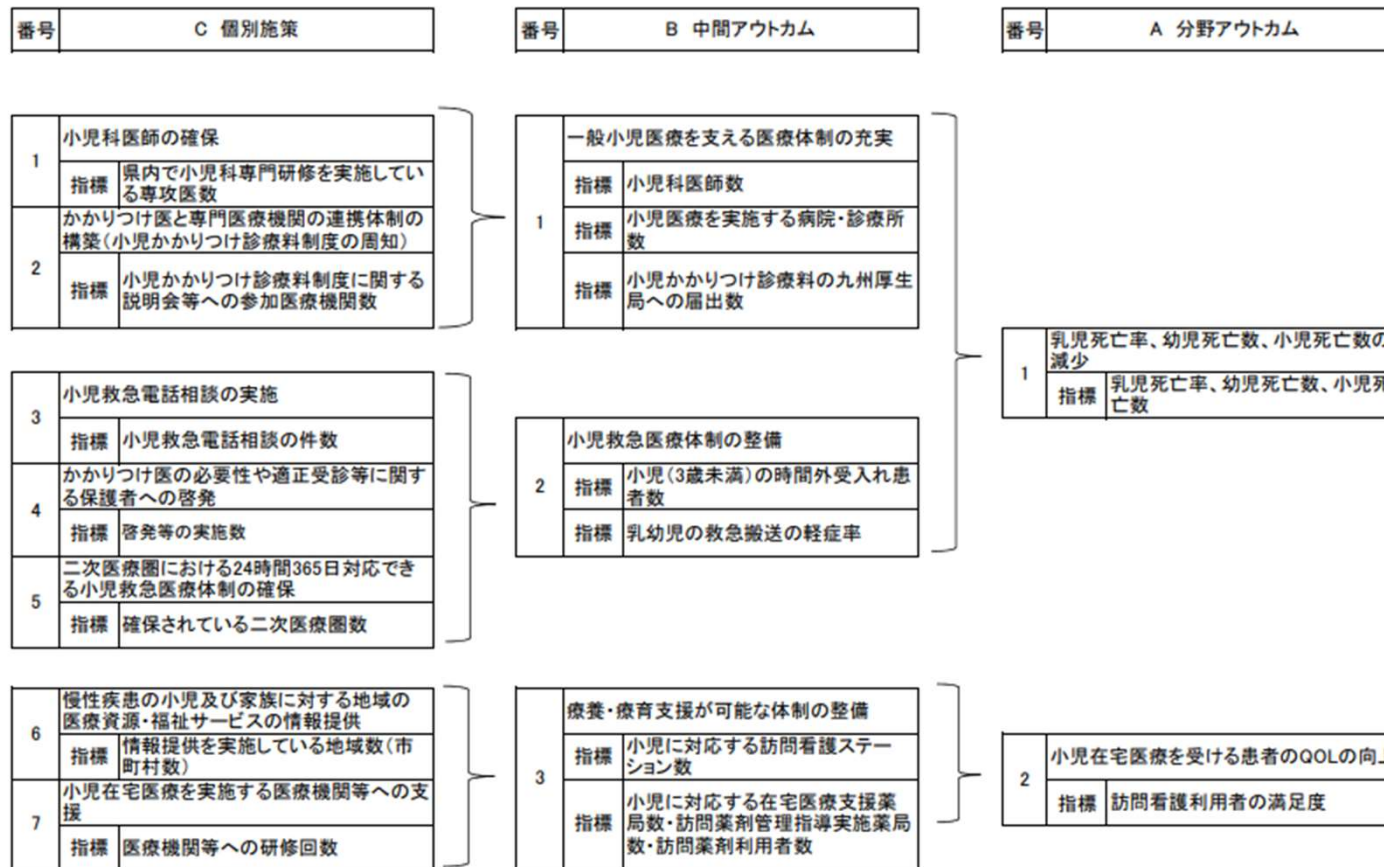 番号 C 個別施策
番号 B 中間アウトカム
番号 A 分野アウトカム
1
小児科医師の確保
指標
県内で小児科専門研修を実施してい
る専攻医数
2
かかりつけ医と専門医療機関の連携体制の
構築(小児かかりつけ診療料制度の周知)
指標
小児かかりつけ診療料制度に関する
説明会等への参加医療機関数
3
小児救急電話相談の実施
指標
小児救急電話相談の件数
4
かかりつけ医の必要性や適正受診等に関す
る保護者への啓発
指標
啓発等の実施数
5
二次医療圏における24時間365日対応でき
る小児救急医療体制の確保
指標
確保されている二次医療圏数
6
慢性疾患の小児及び家族に対する地域の
医療資源・福祉サービスの情報提供
指標
情報提供を実施している地域数(市
町村数)
7
小児在宅医療を実施する医療機関等への支
援
指標
医療機関等への研修回数
1
一般小児医療を支える医療体制の充実
指標
小児科医師数
指標
小児医療を実施する病院・診療所
数
指標
小児かかりつけ診療料の九州厚生
局への届出数
2
小児救急医療体制の整備
指標
小児(3歳未満)の時間外受入れ患
者数
指標
乳幼児の救急搬送の軽症率
3
療養・療育支援が可能な体制の整備
指標
小児に対応する訪問看護ステー
ション数
指標
小児に対応する在宅医療支援薬
局数・訪問薬剤管理指導実施薬局
数・訪問薬剤利用者数
1
乳児死亡率、幼児死亡数、小児死亡数の
減少
指標
乳児死亡率、幼児死亡数、小児死
亡数
2
小児在宅医療を受ける患者のQOLの向上
指標
訪問看護利用者の満足度